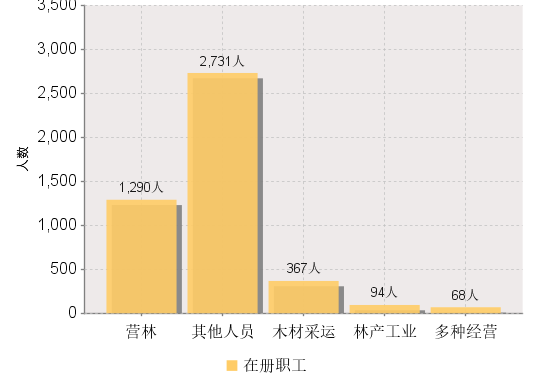 3,500
3,000
2,500
2,000
1,500
1,000
500
0
人数
1,290人
2,731人
367人
94人
68人
营林
其他人员
木材采运
林产工业
多种经营
在册职工